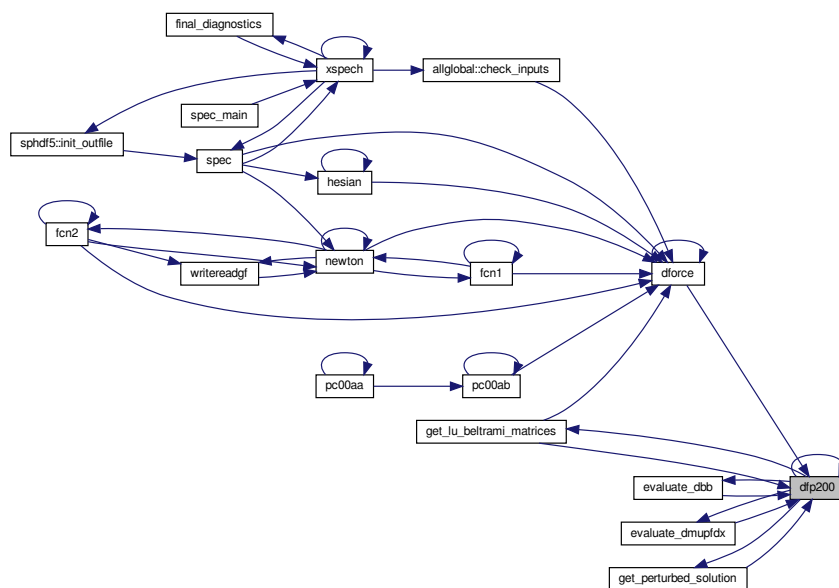 final_diagnostics
xspech
allglobal::check_inputs
spec_main
sphdf5::init_outfile
spec
hesian
fcn2
newton
writereadgf
fcn1
dforce
pc00aa
pc00ab
get_lu_beltrami_matrices
evaluate_dbb
dfp200
evaluate_dmupfdx
get_perturbed_solution